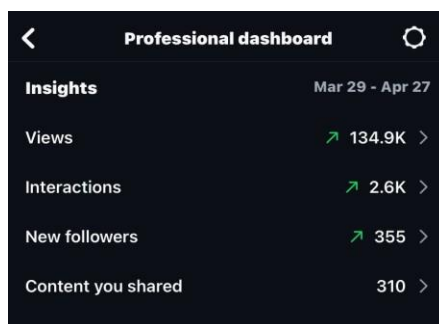 Professional dashboard
Insights Mar 29 - Apr 27
Views 134.9K
Interactions 2.6K
New followers 355
Content you shared 310